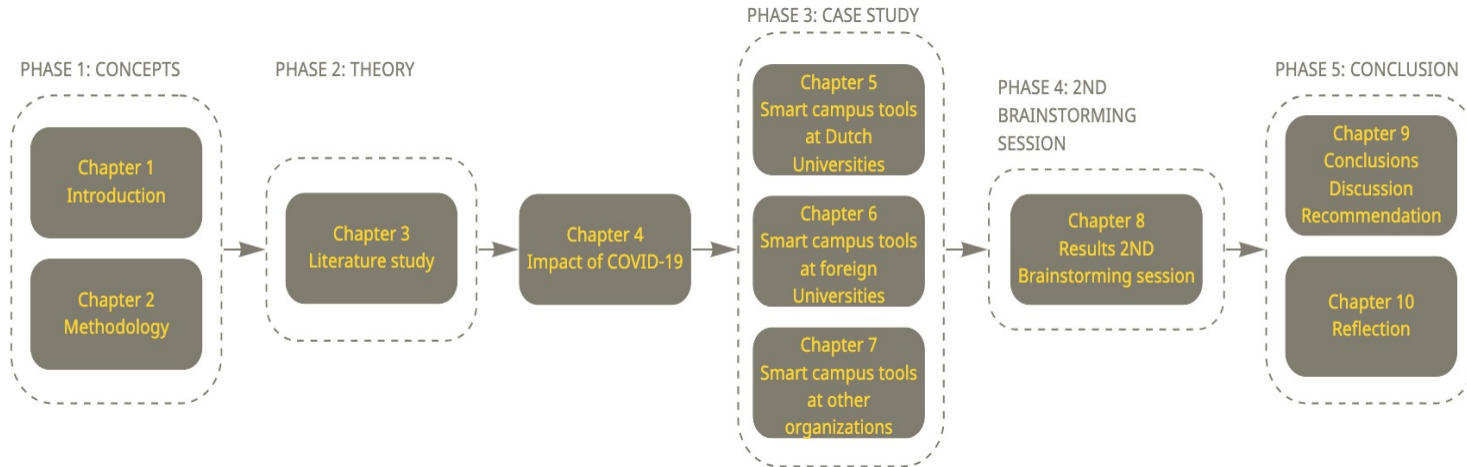 PHASE 1: CONCEPTS
Chapter 1
Introduction
Chapter 2
Methodology
PHASE 2: THEORY
Chapter 3
Literature study
Chapter 4
Impact of COVID-19
PHASE 3: CASE STUDY
Chapter 5
Smart campus tools
at Dutch
Universities
Chapter 6
Smart campus tools
at foreign
Universities
Chapter 7
Smart campus tools
at other
organizations
PHASE 4: 2ND
BRAINSTORMING
SESSION
Chapter 8
Results 2ND
Brainstorming session
PHASE 5: CONCLUSION
Chapter 9
Conclusions
Discussion
Recommendation
Chapter 10
Reflection